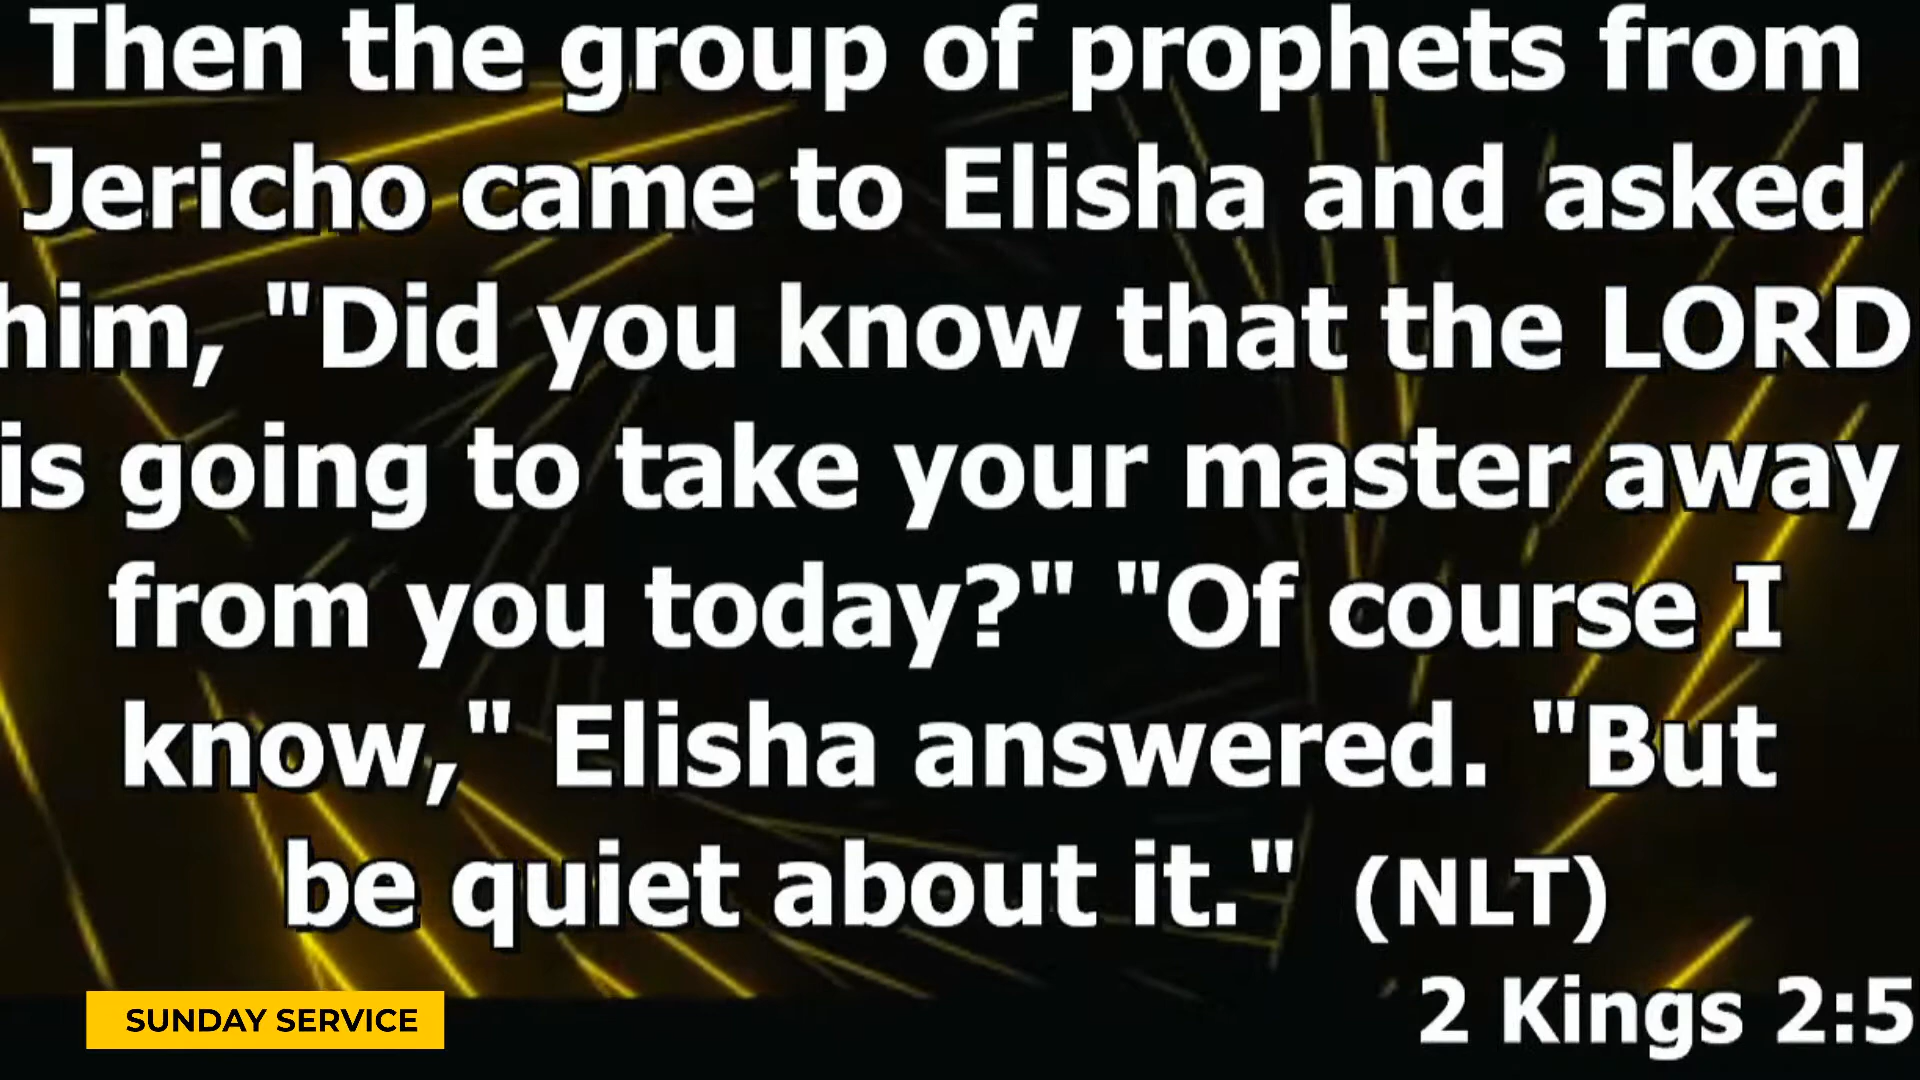 Then the group of prophets from
Jericho came to Elisha and asked
him, "Did you know that the LORD
is going to take your master away
from you today?" "Of course I
know," Elisha answered. "But
be quiet about it." (NLT)
2 Kings 2:5
SUNDAY SERVICE